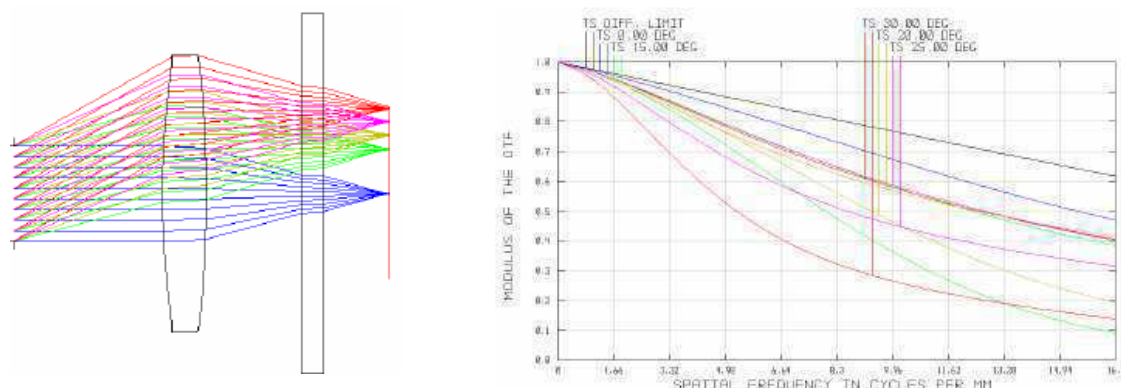 TS DIFF. LIMIT
TS 0.00 DEG
TS 15.00 DEG
TS 30.00 DEG
TS 20.00 DEG
TS 25.00 DEG
1.0
0.9
0.8
0.7
0.6
0.5
0.4
0.3
0.2
0.1
0.0
MODULUS OF THE OTF
0 1.66 3.32 4.98 6.64 8.3 9.96 11.62 13.28 14.94 16.
SPATIAL FREQUENCY IN CYCLES PER MM